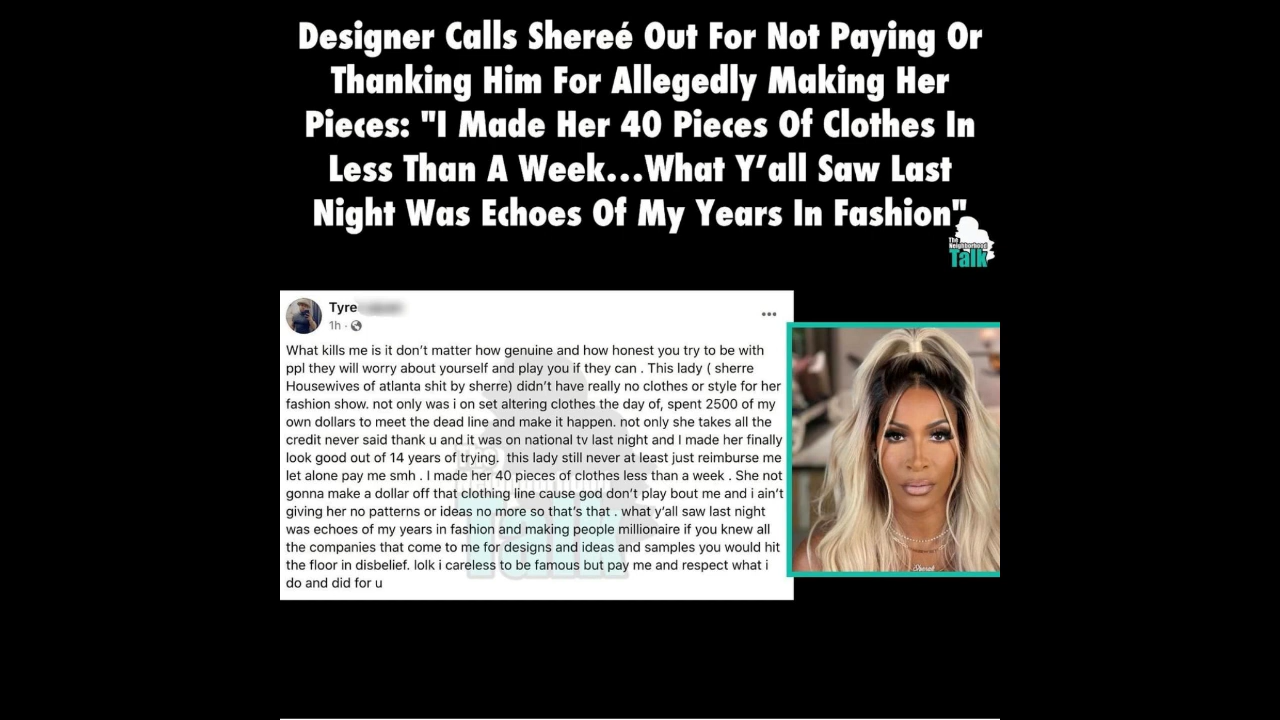 Designer Calls Shereé Out For Not Paying Or
Thanking Him For Allegedly Making Her
Pieces: "I Made Her 40 Pieces Of Clothes In
Less Than A Week...What Y'all Saw Last
Night Was Echoes Of My Years In Fashion"
The
Neighborhood
Talk
Tyre
1h
What kills me is it don't matter how genuine and how honest you try to be with
ppl they will worry about yourself and play you if they can . This lady ( sherre
Housewives of atlanta shit by sherre) didn't have really no clothes or style for her
fashion show. not only was i on set altering clothes the day of, spent 2500 of my
own dollars to meet the dead line and make it happen. not only she takes all the
credit never said thank u and it was on national tv last night and I made her finally
look good out of 14 years of trying.  this lady still never at least just reimburse me
let alone pay me smh . I made her 40 pieces of clothes less than a week . She not
gonna make a dollar off that clothing line cause god don't play bout me and i ain't
giving her no patterns or ideas no more so that's that . what y'all saw last night
was echoes of my years in fashion and making people millionaire if you knew all
the companies that come to me for designs and ideas and samples you would hit
the floor in disbelief. lolk i careless to be famous but pay me and respect what i
do and did for u
The
Neighborhood
Talk
Shereé